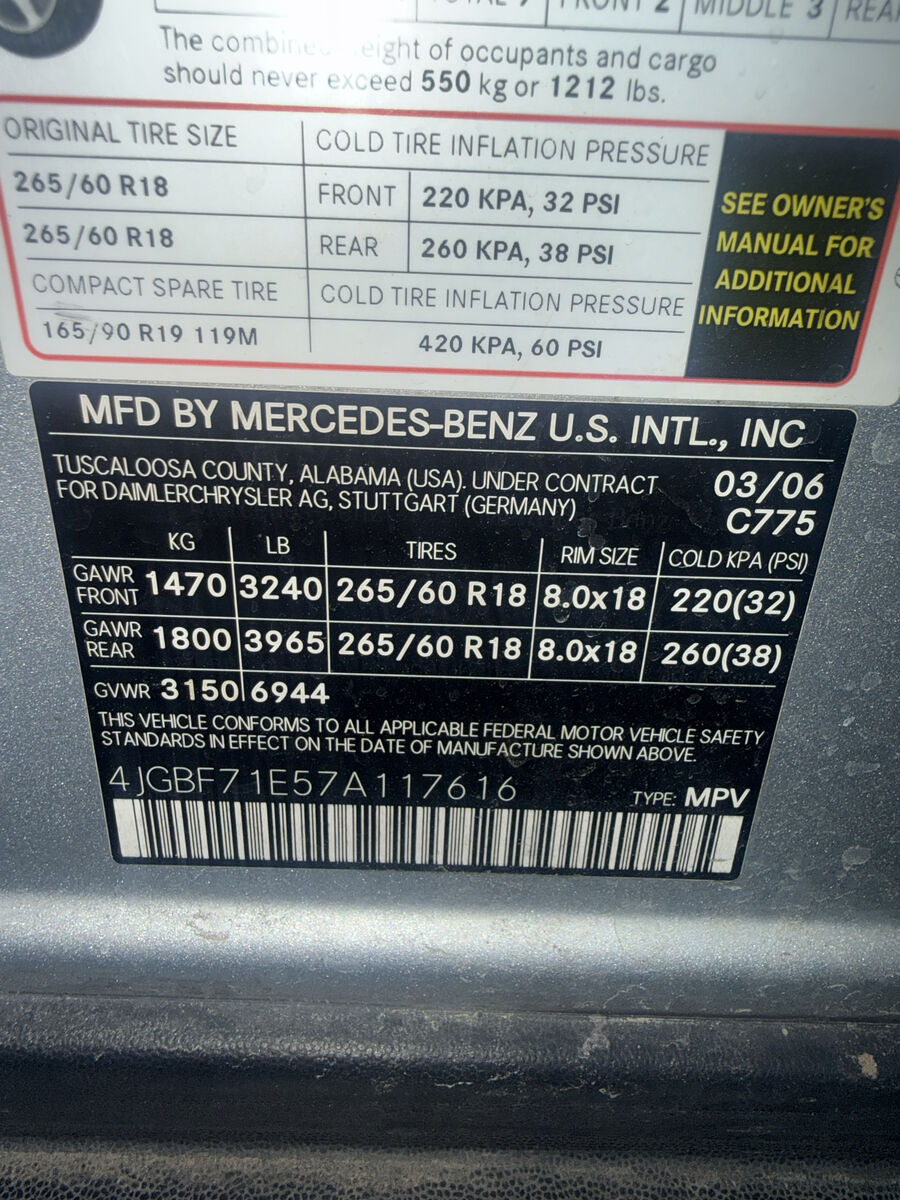 TOTAL 7 FRONT 2 MIDDLE 3
The combined of occupants and cargo
should never exceed 550 kg or 1212 lbs.
ORIGINAL TIRE SIZE COLD TIRE INFLATION PRESSURE
265/60 R18 FRONT 220 KPA, 32 PSI
265/60 R18 REAR 260 KPA, 38 PSI
COMPACT SPARE TIRE COLD TIRE INFLATION PRESSURE
165/90 R19 119M 420 KPA, 60 PSI
SEE OWNER'S
MANUAL FOR
ADDITIONAL
INFORMATION
MFD BY MERCEDES-BENZ U.S. INTL., INC
TUSCALOOSA COUNTY, ALABAMA (USA). UNDER CONTRACT 03/06
FOR DAIMLERCHRYSLER AG, STUTTGART (GERMANY) C775
KG LB TIRES RIM SIZE COLD KPA (PSI)
GAWR FRONT 1470 3240 265/60 R18 8.0x18 220(32)
GAWR REAR 1800 3965 265/60 R18 8.0x18 260(38)
GVWR 3150 6944
THIS VEHICLE CONFORMS TO ALL APPLICABLE FEDERAL MOTOR VEHICLE SAFETY
STANDARDS IN EFFECT ON THE DATE OF MANUFACTURE SHOWN ABOVE.
4JGBF71E57A117616 TYPE: MPV